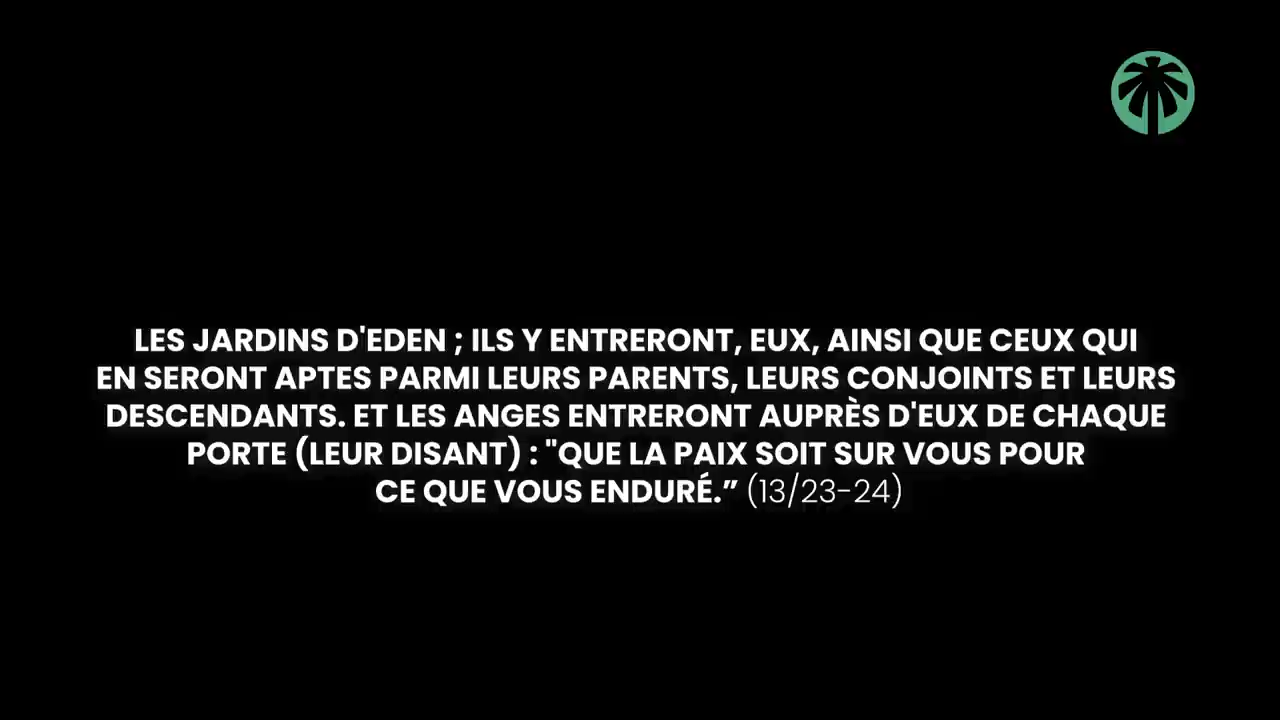 LES JARDINS D'EDEN ; ILS Y ENTRERONT, EUX, AINSI QUE CEUX QUI
EN SERONT APTES PARMI LEURS PARENTS, LEURS CONJOINTS ET LEURS
DESCENDANTS. ET LES ANGES ENTRERONT AUPRÈS D'EUX DE CHAQUE
PORTE (LEUR DISANT) : "QUE LA PAIX SOIT SUR VOUS POUR
CE QUE VOUS ENDURÉ.” (13/23-24)